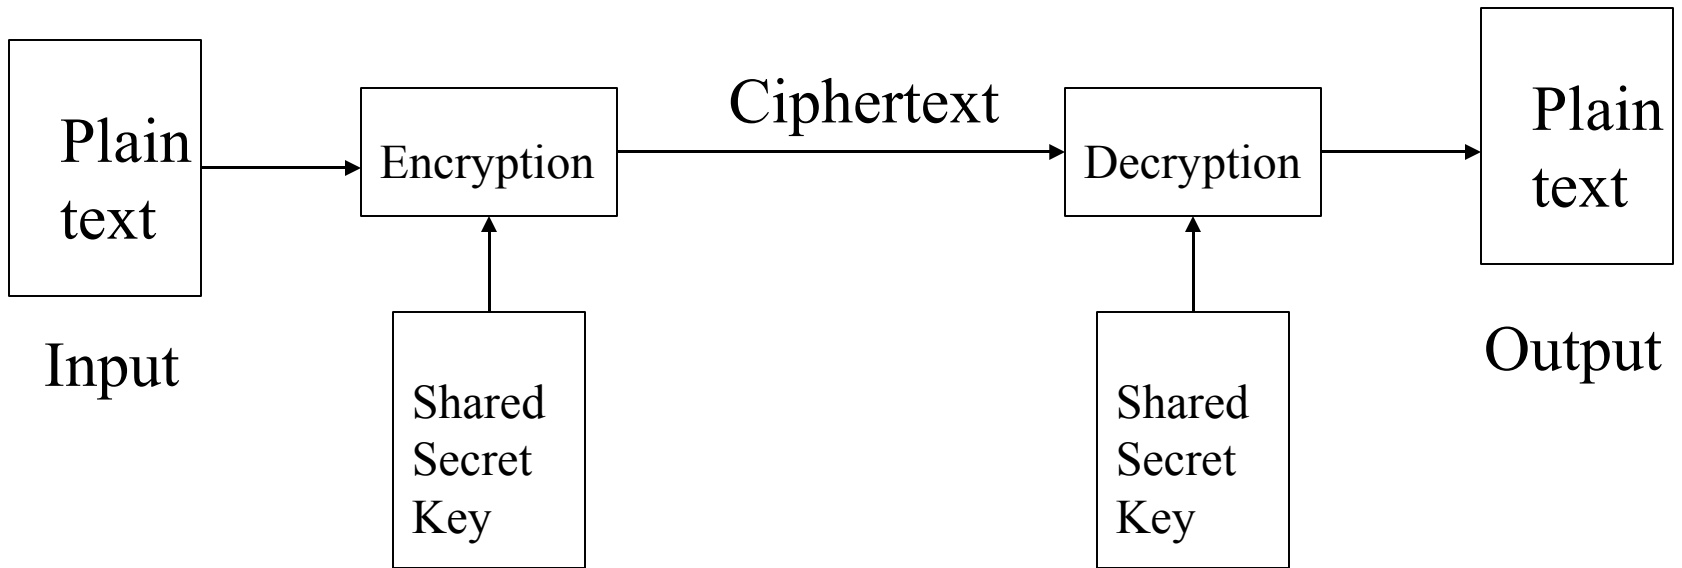 Plain
text
Input
Encryption
Shared
Secret
Key
Ciphertext
Decryption
Shared
Secret
Key
Plain
text
Output